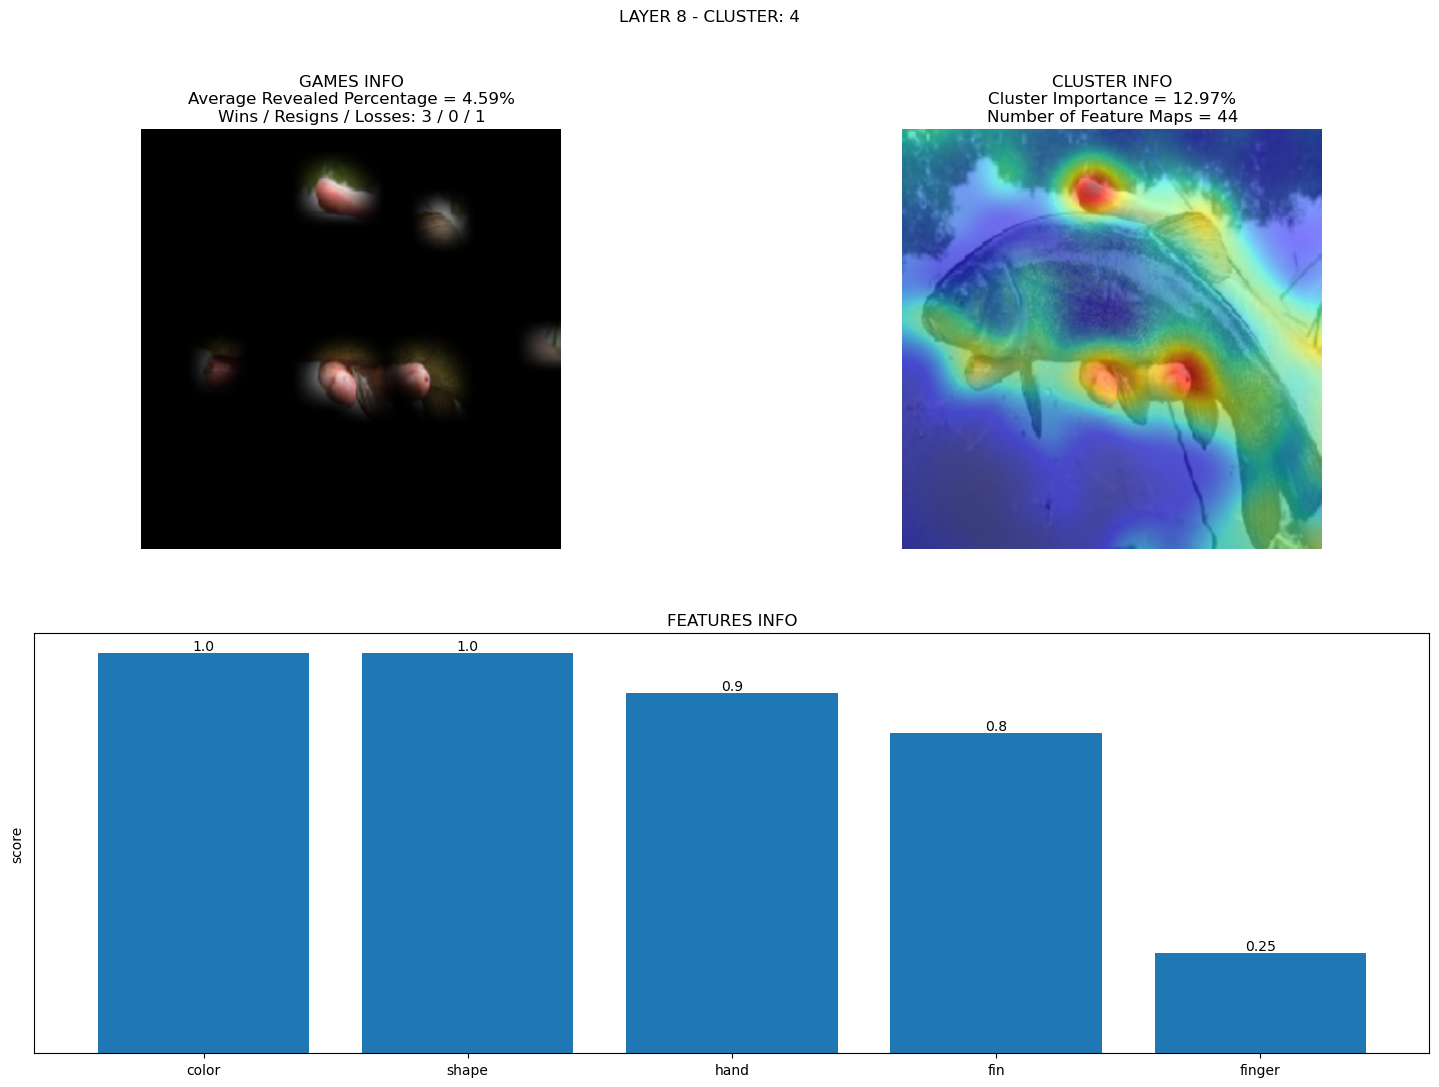 LAYER 8 - CLUSTER: 4
GAMES INFO
Average Revealed Percentage = 4.59%
Wins / Resigns / Losses: 3 / 0 / 1
CLUSTER INFO
Cluster Importance = 12.97%
Number of Feature Maps = 44
FEATURES INFO
score
1.0
1.0
0.9
0.8
0.25
color
shape
hand
fin
finger